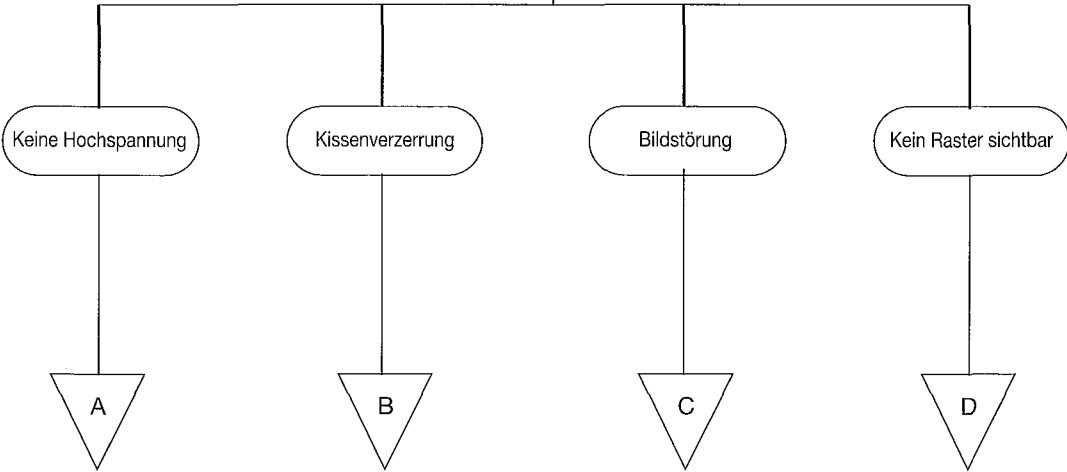 Keine Hochspannung
Kissenverzerrung
Bildstörung
Kein Raster sichtbar
A
B
C
D